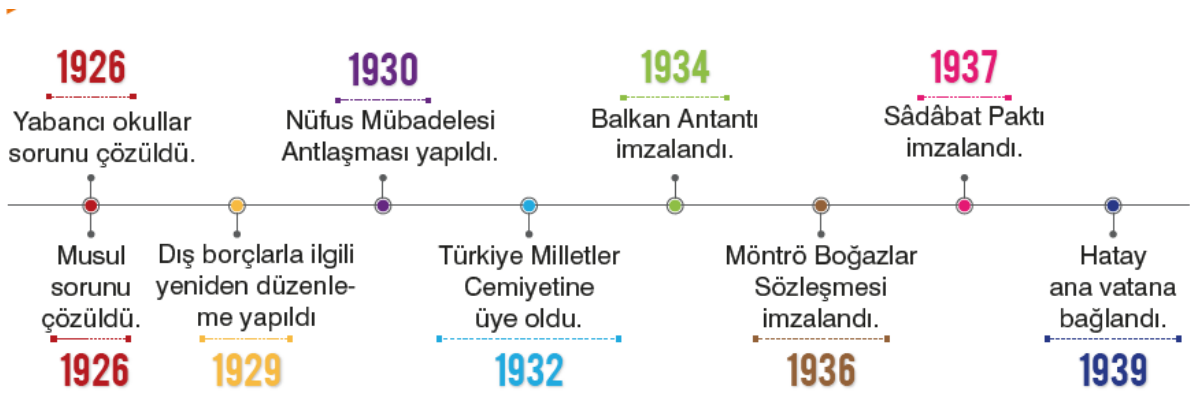 1926
Yabancı okullar
sorunu çözüldü.
1930
Nüfus Mübadelesi
Antlaşması yapıldı.
1934
Balkan Antantı
imzalandı.
1937
Sâdâbat Paktı
imzalandı.
Musul
sorunu
çözüldü.
1926
Dış borçlarla ilgili
yeniden düzenle-
me yapıldı
1929
Türkiye Milletler
Cemiyetine
üye oldu.
1932
Möntrö Boğazlar
Sözleşmesi
imzalandı.
1936
Hatay
ana vatana
bağlandı.
1939